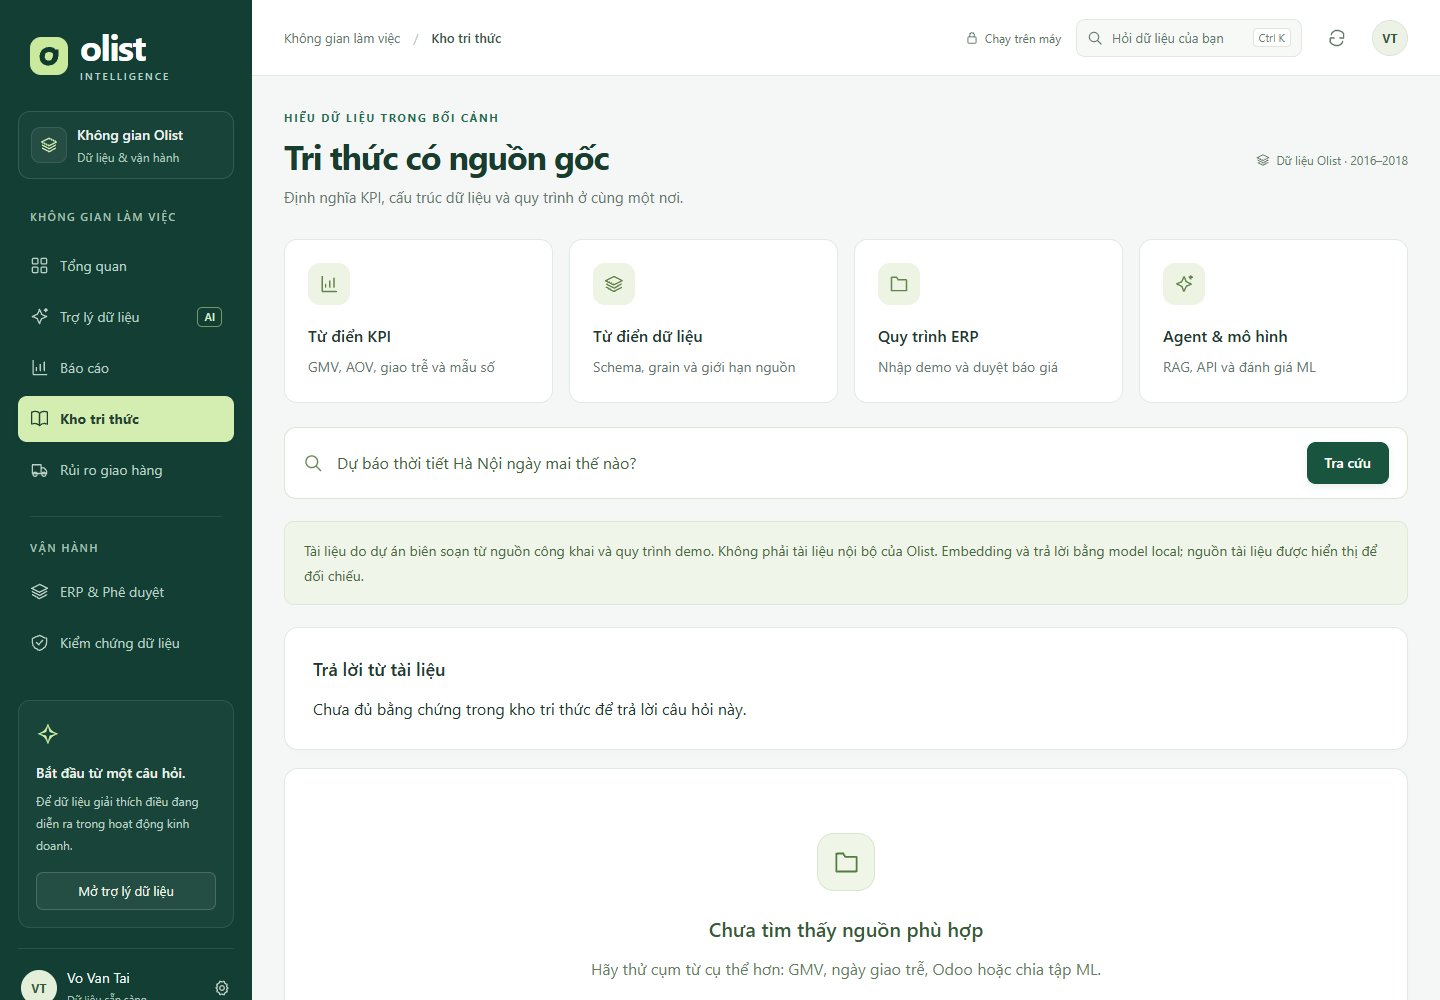 olist
INTELLIGENCE
Không gian Olist
Dữ liệu & vận hành
KHÔNG GIAN LÀM VIỆC
Tổng quan
Trợ lý dữ liệu
AI
Báo cáo
Kho tri thức
Rủi ro giao hàng
VẬN HÀNH
ERP & Phê duyệt
Kiểm chứng dữ liệu
Bắt đầu từ một câu hỏi.
Để dữ liệu giải thích điều đang
diễn ra trong hoạt động kinh
doanh.
Mở trợ lý dữ liệu
VT
Vo Van Tai
Dữ liệu sẵn sàng
Không gian làm việc / Kho tri thức
Chạy trên máy
Hỏi dữ liệu của bạn
Ctrl K
VT
HIỂU DỮ LIỆU TRONG BỐI CẢNH
Tri thức có nguồn gốc
Định nghĩa KPI, cấu trúc dữ liệu và quy trình ở cùng một nơi.
Dữ liệu Olist · 2016–2018
Từ điển KPI
GMV, AOV, giao trễ và mẫu số
Từ điển dữ liệu
Schema, grain và giới hạn nguồn
Quy trình ERP
Nhập demo và duyệt báo giá
Agent & mô hình
RAG, API và đánh giá ML
Dự báo thời tiết Hà Nội ngày mai thế nào?
Tra cứu
Tài liệu do dự án biên soạn từ nguồn công khai và quy trình demo. Không phải tài liệu nội bộ của Olist. Embedding và trả lời bằng model local; nguồn tài liệu được hiển thị để
đối chiếu.
Trả lời từ tài liệu
Chưa đủ bằng chứng trong kho tri thức để trả lời câu hỏi này.
Chưa tìm thấy nguồn phù hợp
Hãy thử cụm từ cụ thể hơn: GMV, ngày giao trễ, Odoo hoặc chia tập ML.